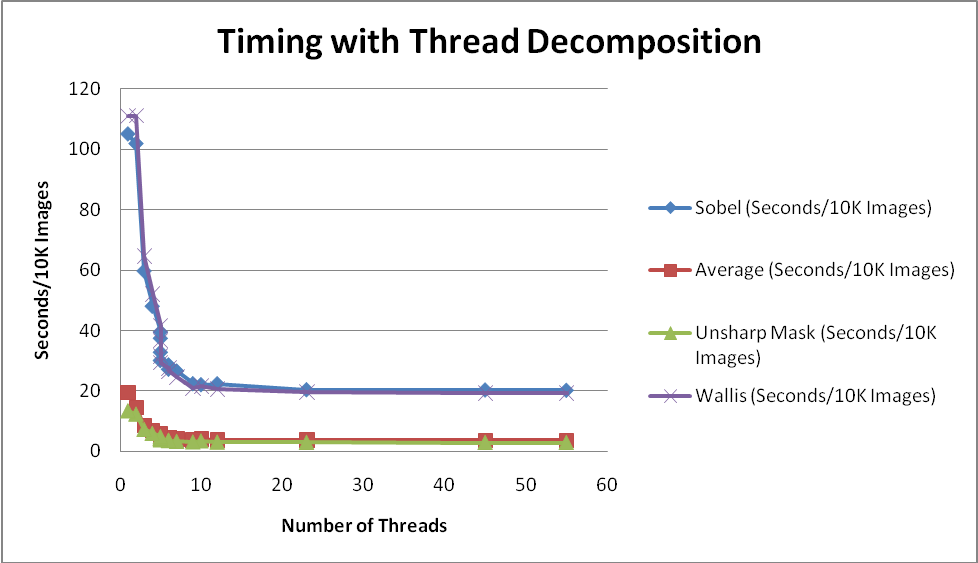 Timing with Thread Decomposition
120
100
80
60
40
20
0
Seconds/10K Images
0 10 20 30 40 50 60
Number of Threads
Sobel (Seconds/10K Images)
Average (Seconds/10K Images)
Unsharp Mask (Seconds/10K
Images)
Wallis (Seconds/10K Images)